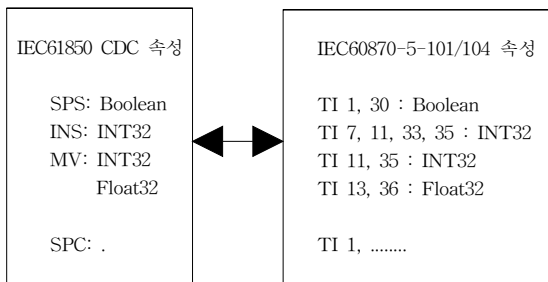 IEC61850 CDC 속성
SPS: Boolean
INS: INT32
MV: INT32
Float32
SPC: .
IEC60870-5-101/104 속성
TI 1, 30 : Boolean
TI 7, 11, 33, 35 : INT32
TI 11, 35 : INT32
TI 13, 36 : Float32
TI 1, ........